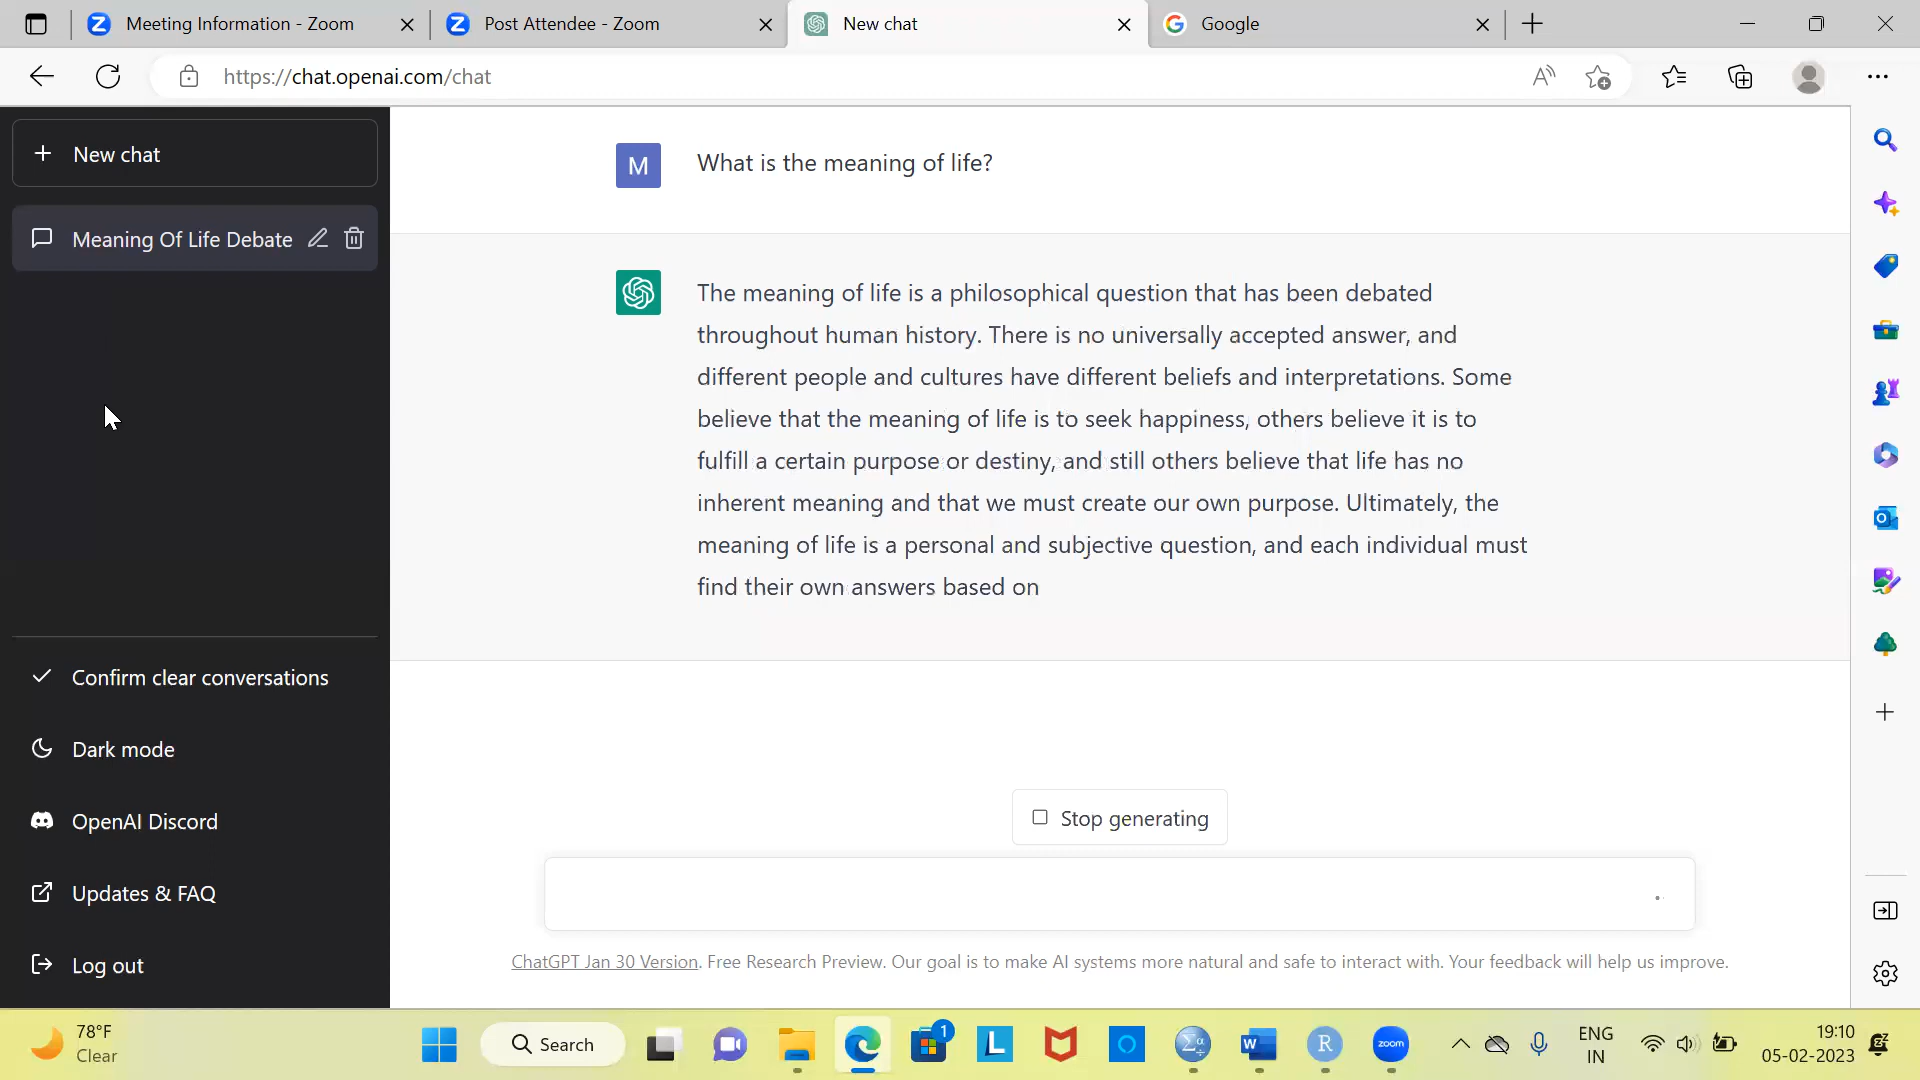 Meeting Information - Zoom
Post Attendee - Zoom
New chat
Google
https://chat.openai.com/chat
New chat
Meaning Of Life Debate
M
What is the meaning of life?
The meaning of life is a philosophical question that has been debated
throughout human history. There is no universally accepted answer, and
different people and cultures have different beliefs and interpretations. Some
believe that the meaning of life is to seek happiness, others believe it is to
fulfill a certain purpose or destiny, and still others believe that life has no
inherent meaning and that we must create our own purpose. Ultimately, the
meaning of life is a personal and subjective question, and each individual must
find their own answers based on
Confirm clear conversations
Dark mode
OpenAI Discord
Updates & FAQ
Log out
Stop generating
ChatGPT Jan 30 Version. Free Research Preview. Our goal is to make AI systems more natural and safe to interact with. Your feedback will help us improve.
78°F
Clear
Search
1
L
W
R
zoom
ENG
IN
19:10
05-02-2023